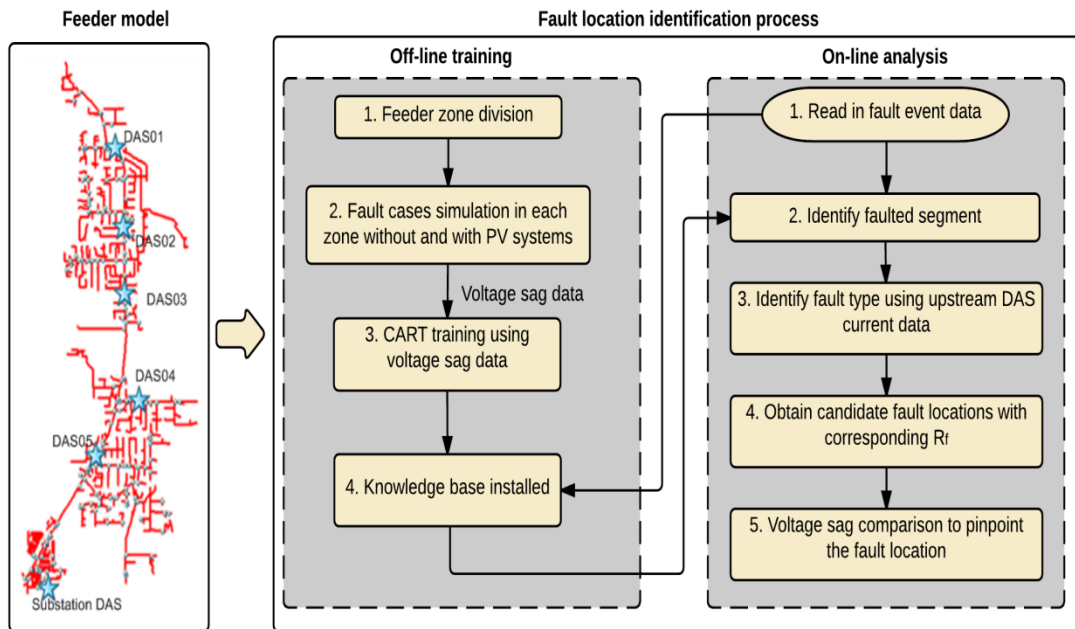 Feeder model
DAS01
DAS02
DAS03
DAS04
DAS05
Substation DAS
Fault location identification process
Off-line training
1. Feeder zone division
2. Fault cases simulation in each
zone without and with PV systems
Voltage sag data
3. CART training using
voltage sag data
4. Knowledge base installed
On-line analysis
1. Read in fault event data
2. Identify faulted segment
3. Identify fault type using upstream DAS
current data
4. Obtain candidate fault locations with
corresponding Rf
5. Voltage sag comparison to pinpoint
the fault location